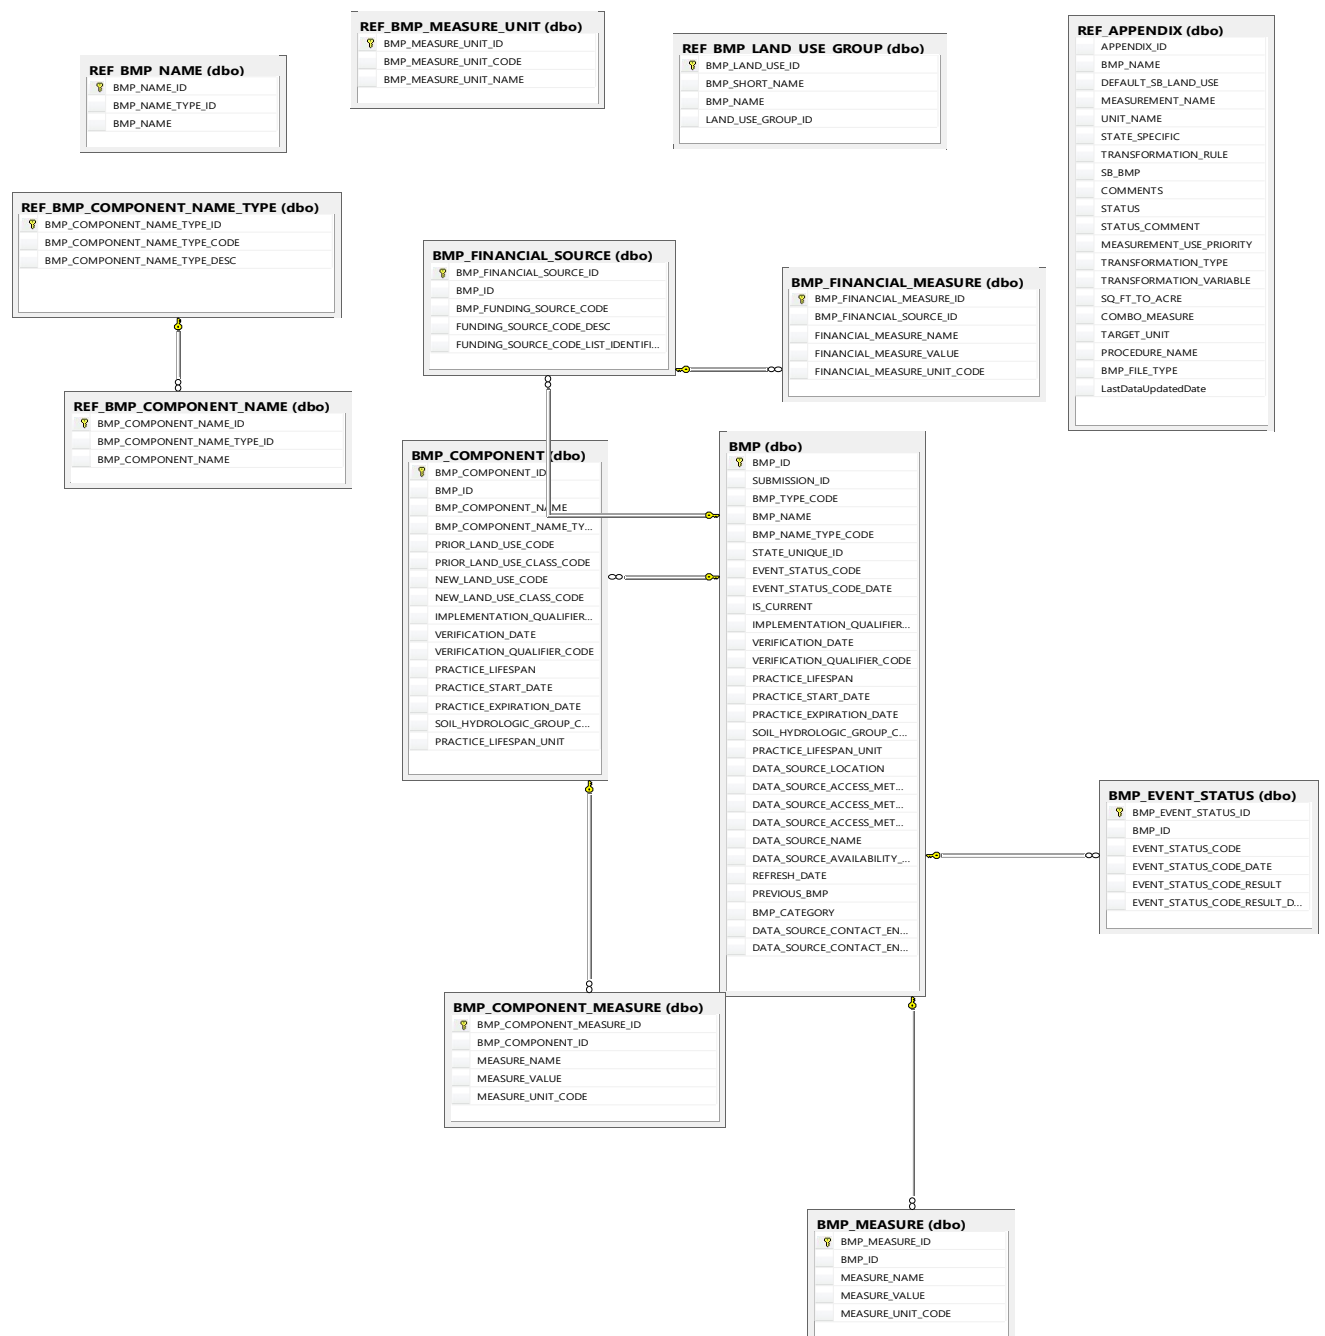 REF_BMP_MEASURE_UNIT (dbo)
BMP_MEASURE_UNIT_ID
BMP_MEASURE_UNIT_CODE
BMP_MEASURE_UNIT_NAME
REF_APPENDIX (dbo)
APPENDIX_ID
BMP_NAME
DEFAULT_SB_LAND_USE
MEASUREMENT_NAME
UNIT_NAME
STATE_SPECIFIC
TRANSFORMATION_RULE
SB_BMP
COMMENTS
STATUS
STATUS_COMMENT
MEASUREMENT_USE_PRIORITY
TRANSFORMATION_TYPE
TRANSFORMATION_VARIABLE
SQ_FT_TO_ACRE
COMBO_MEASURE
TARGET_UNIT
PROCEDURE_NAME
BMP_FILE_TYPE
LastDataUpdatedDate
REF_BMP_LAND_USE_GROUP (dbo)
BMP_LAND_USE_ID
BMP_SHORT_NAME
BMP_NAME
LAND_USE_GROUP_ID
REF_BMP_NAME (dbo)
BMP_NAME_ID
BMP_NAME_TYPE_ID
BMP_NAME
REF_BMP_COMPONENT_NAME_TYPE (dbo)
BMP_COMPONENT_NAME_TYPE_ID
BMP_COMPONENT_NAME_TYPE_CODE
BMP_COMPONENT_NAME_TYPE_DESC
BMP_FINANCIAL_SOURCE (dbo)
BMP_FINANCIAL_SOURCE_ID
BMP_ID
BMP_FUNDING_SOURCE_CODE
FUNDING_SOURCE_CODE_DESC
FUNDING_SOURCE_CODE_LIST_IDENTIFI...
BMP_FINANCIAL_MEASURE (dbo)
BMP_FINANCIAL_MEASURE_ID
BMP_FINANCIAL_SOURCE_ID
FINANCIAL_MEASURE_NAME
FINANCIAL_MEASURE_VALUE
FINANCIAL_MEASURE_UNIT_CODE
REF_BMP_COMPONENT_NAME (dbo)
BMP_COMPONENT_NAME_ID
BMP_COMPONENT_NAME_TYPE_ID
BMP_COMPONENT_NAME
BMP_COMPONENT (dbo)
BMP_COMPONENT_ID
BMP_ID
BMP_COMPONENT_NAME
BMP_COMPONENT_NAME_TY...
PRIOR_LAND_USE_CODE
PRIOR_LAND_USE_CLASS_CODE
NEW_LAND_USE_CODE
NEW_LAND_USE_CLASS_CODE
IMPLEMENTATION_QUALIFIER...
VERIFICATION_DATE
VERIFICATION_QUALIFIER_CODE
PRACTICE_LIFESPAN
PRACTICE_START_DATE
PRACTICE_EXPIRATION_DATE
SOIL_HYDROLOGIC_GROUP_C...
PRACTICE_LIFESPAN_UNIT
BMP (dbo)
BMP_ID
SUBMISSION_ID
BMP_TYPE_CODE
BMP_NAME
BMP_NAME_TYPE_CODE
STATE_UNIQUE_ID
EVENT_STATUS_CODE
EVENT_STATUS_CODE_DATE
IS_CURRENT
IMPLEMENTATION_QUALIFIER...
VERIFICATION_DATE
VERIFICATION_QUALIFIER_CODE
PRACTICE_LIFESPAN
PRACTICE_START_DATE
PRACTICE_EXPIRATION_DATE
SOIL_HYDROLOGIC_GROUP_C...
PRACTICE_LIFESPAN_UNIT
DATA_SOURCE_LOCATION
DATA_SOURCE_ACCESS_MET...
DATA_SOURCE_ACCESS_MET...
DATA_SOURCE_ACCESS_MET...
DATA_SOURCE_NAME
DATA_SOURCE_AVAILABILITY_...
REFRESH_DATE
PREVIOUS_BMP
BMP_CATEGORY
DATA_SOURCE_CONTACT_EN...
DATA_SOURCE_CONTACT_EN...
BMP_EVENT_STATUS (dbo)
BMP_EVENT_STATUS_ID
BMP_ID
EVENT_STATUS_CODE
EVENT_STATUS_CODE_DATE
EVENT_STATUS_CODE_RESULT
EVENT_STATUS_CODE_RESULT_D...
BMP_COMPONENT_MEASURE (dbo)
BMP_COMPONENT_MEASURE_ID
BMP_COMPONENT_ID
MEASURE_NAME
MEASURE_VALUE
MEASURE_UNIT_CODE
BMP_MEASURE (dbo)
BMP_MEASURE_ID
BMP_ID
MEASURE_NAME
MEASURE_VALUE
MEASURE_UNIT_CODE